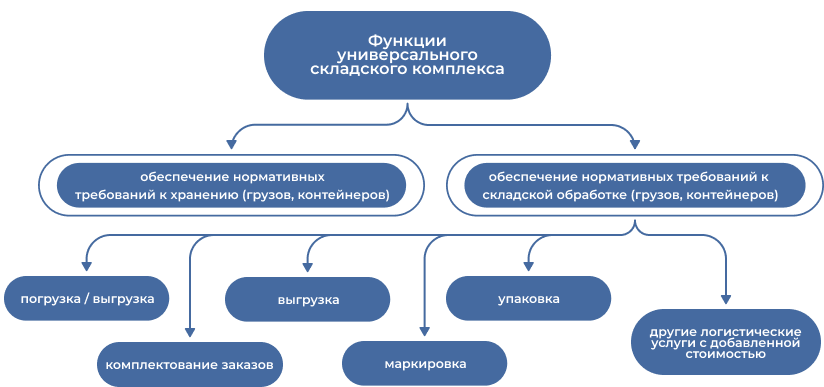 Функции
универсального
складского комплекса
обеспечение нормативных
требований к хранению (грузов, контейнеров)
обеспечение нормативных требований к
складской обработке (грузов, контейнеров)
погрузка / выгрузка
выгрузка
упаковка
комплектование заказов
маркировка
другие логистические
услуги с добавленной
стоимостью